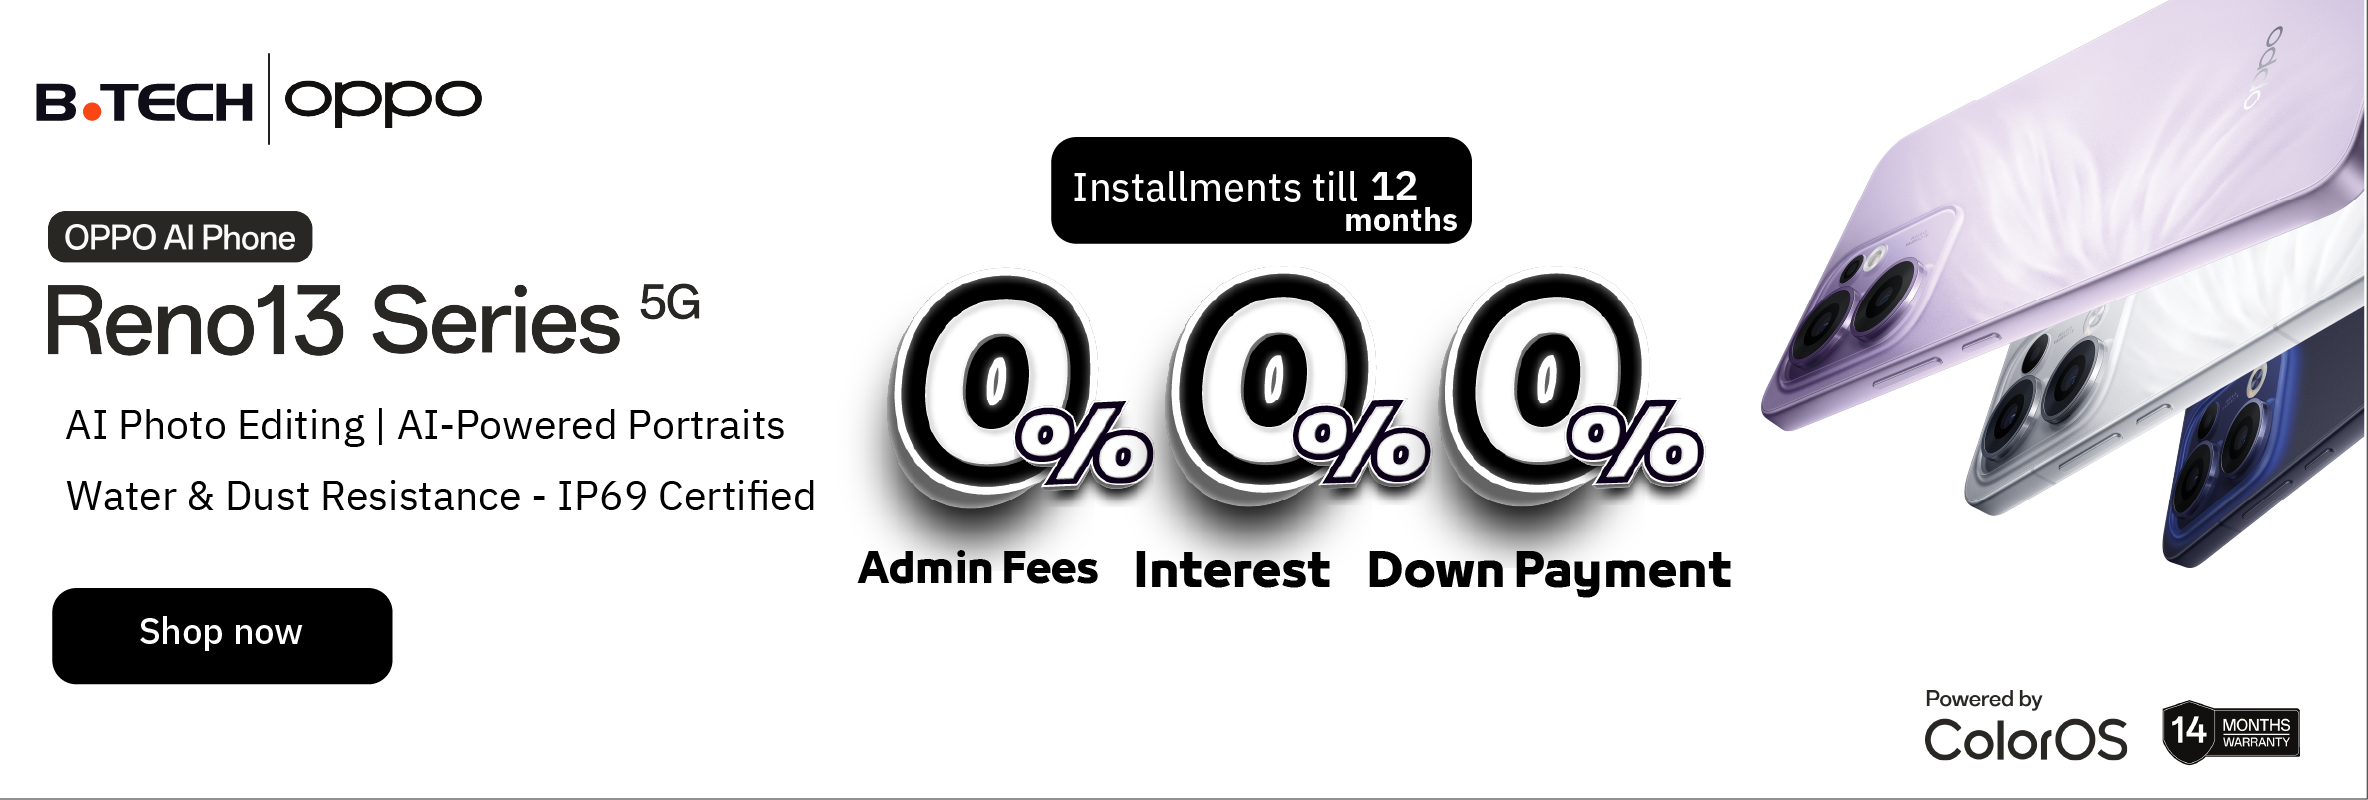 B.TECH | oppo
OPPO AI Phone
Reno13 Series 5G
AI Photo Editing | AI-Powered Portraits
Water & Dust Resistance - IP69 Certified
Shop now
Installments till 12
months
0% 0% 0%
Admin Fees Interest Down Payment
oppo
Powered by
ColorOS
14 MONTHS
WARRANTY